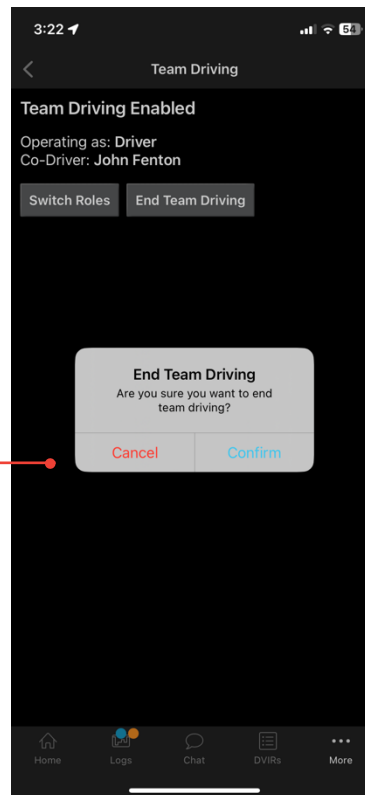 3:22
54
Team Driving
Team Driving Enabled
Operating as: Driver
Co-Driver: John Fenton
Switch Roles End Team Driving
End Team Driving
Are you sure you want to end
team driving?
Cancel Confirm
Home Logs Chat DVIRs More